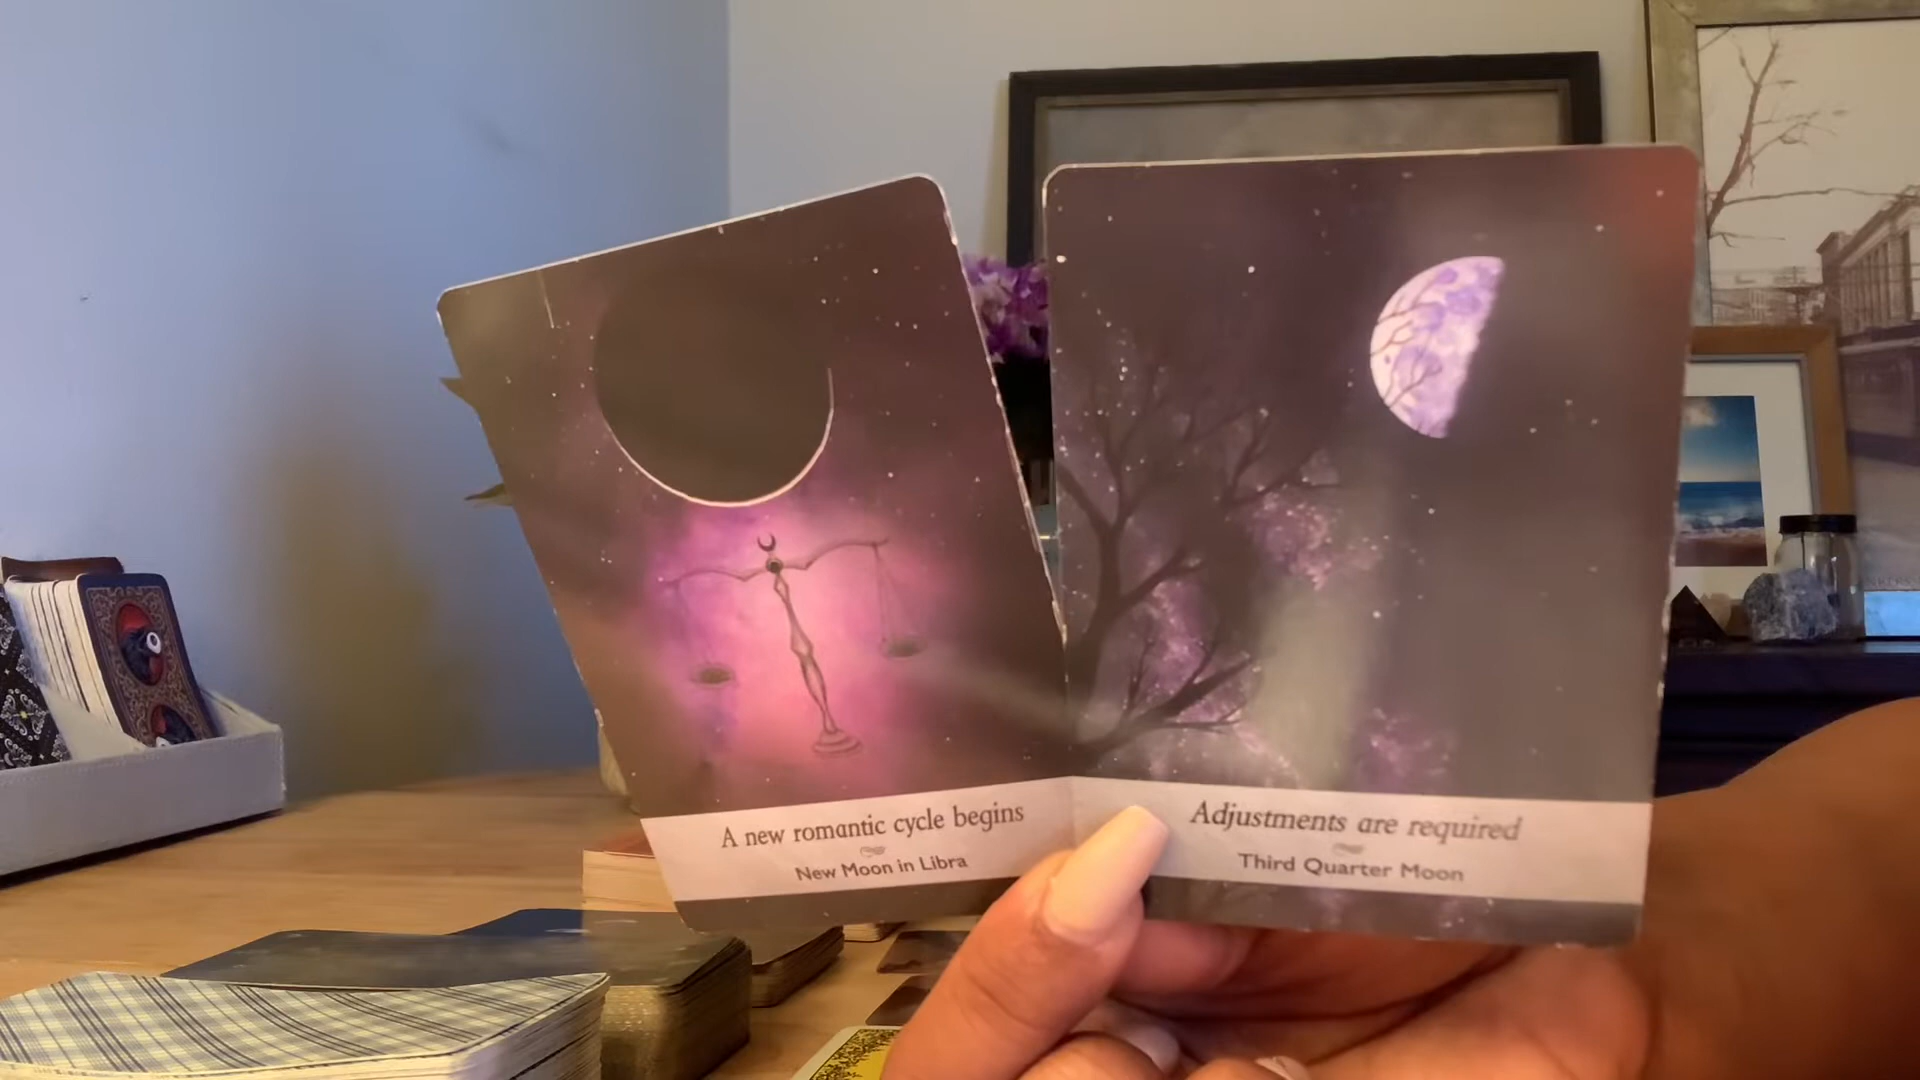 A new romantic cycle begins
New Moon in Libra
Adjustments are required
Third Quarter Moon